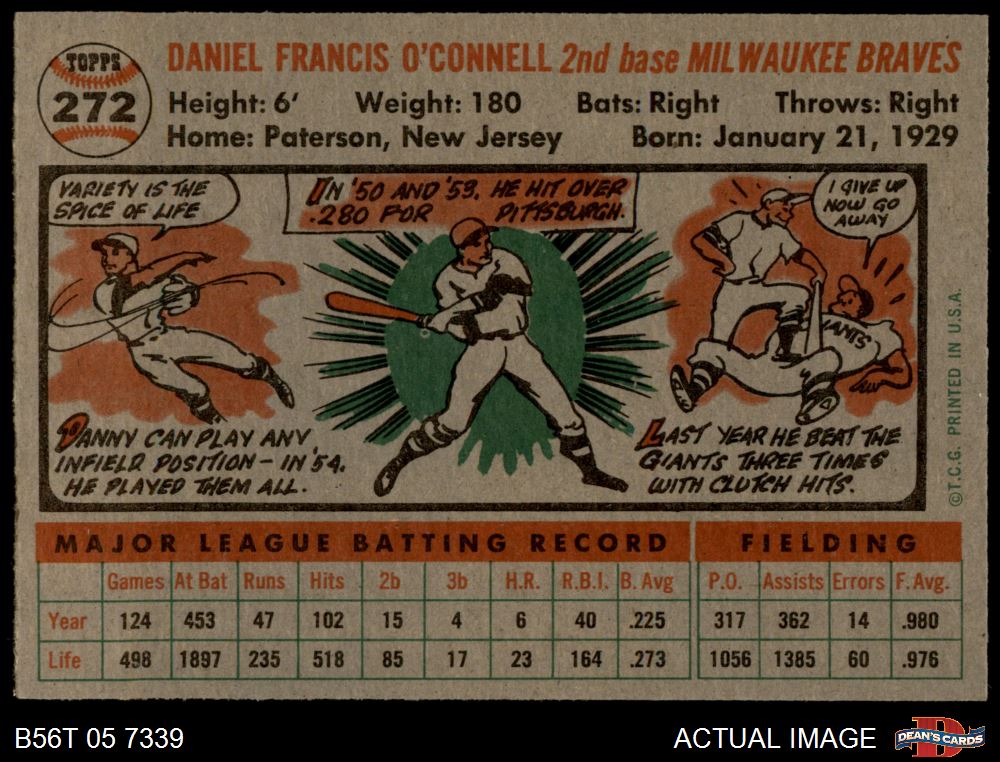 TOPPS
272
DANIEL FRANCIS O'CONNELL 2nd base MILWAUKEE BRAVES
Height: 6' Weight: 180 Bats: Right Throws: Right
Home: Paterson, New Jersey Born: January 21, 1929
VARIETY IS THE
SPICE OF LIFE
DANNY CAN PLAY ANY
INFIELD POSITION – IN '54,
HE PLAYED THEM ALL.
IN '50 AND '53, HE HIT OVER
.280 FOR PITTSBURGH.
I GIVE UP
NOW GO
AWAY
GIANTS
LAST YEAR HE BEAT THE
GIANTS THREE TIMES
WITH CLUTCH HITS.
© T.C.G. PRINTED IN U.S.A.
MAJOR LEAGUE BATTING RECORD FIELDING
Games At Bat Runs Hits 2b 3b H.R. R.B.I. B. Avg P.O. Assists Errors F. Avg.
Year 124 453 47 102 15 4 6 40 .225 317 362 14 .980
Life 498 1897 235 518 85 17 23 164 .273 1056 1385 60 .976
B56T 05 7339 ACTUAL IMAGE
D
DEAN'S CARDS